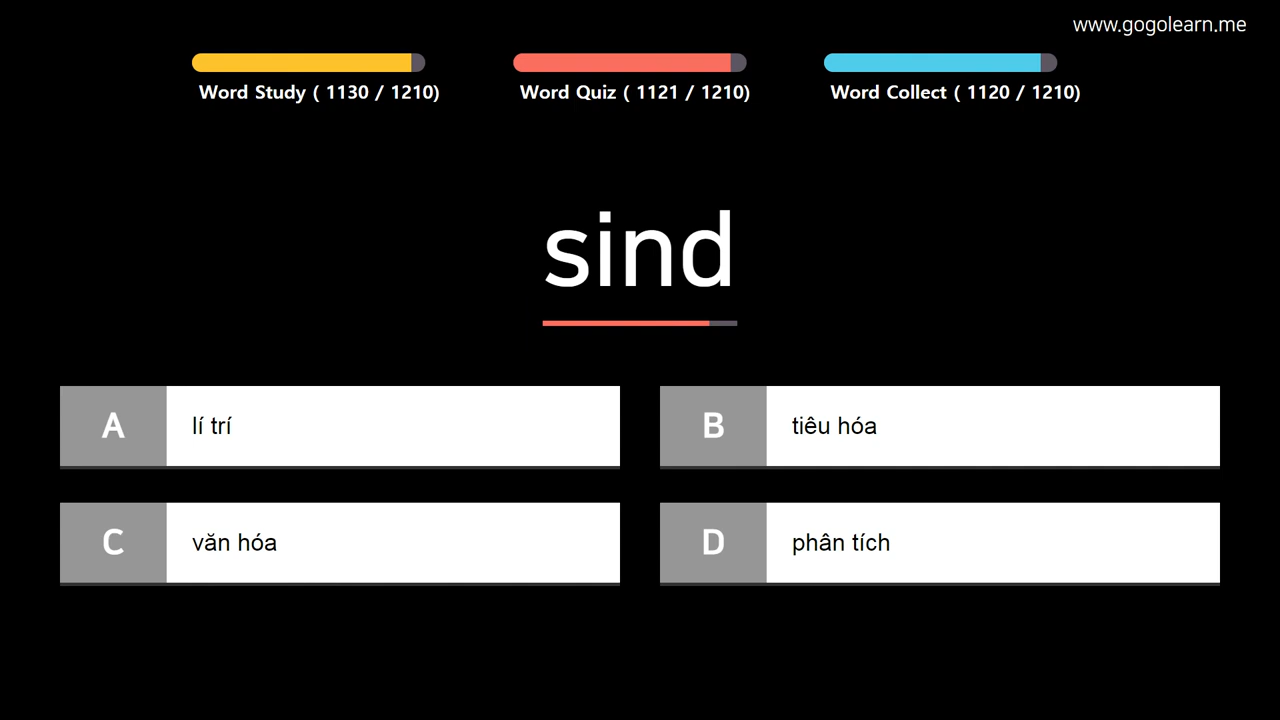 www.gogolearn.me
Word Study ( 1130 / 1210)
Word Quiz ( 1121 / 1210)
Word Collect ( 1120 / 1210)
sind
A lí trí
B tiêu hóa
C văn hóa
D phân tích